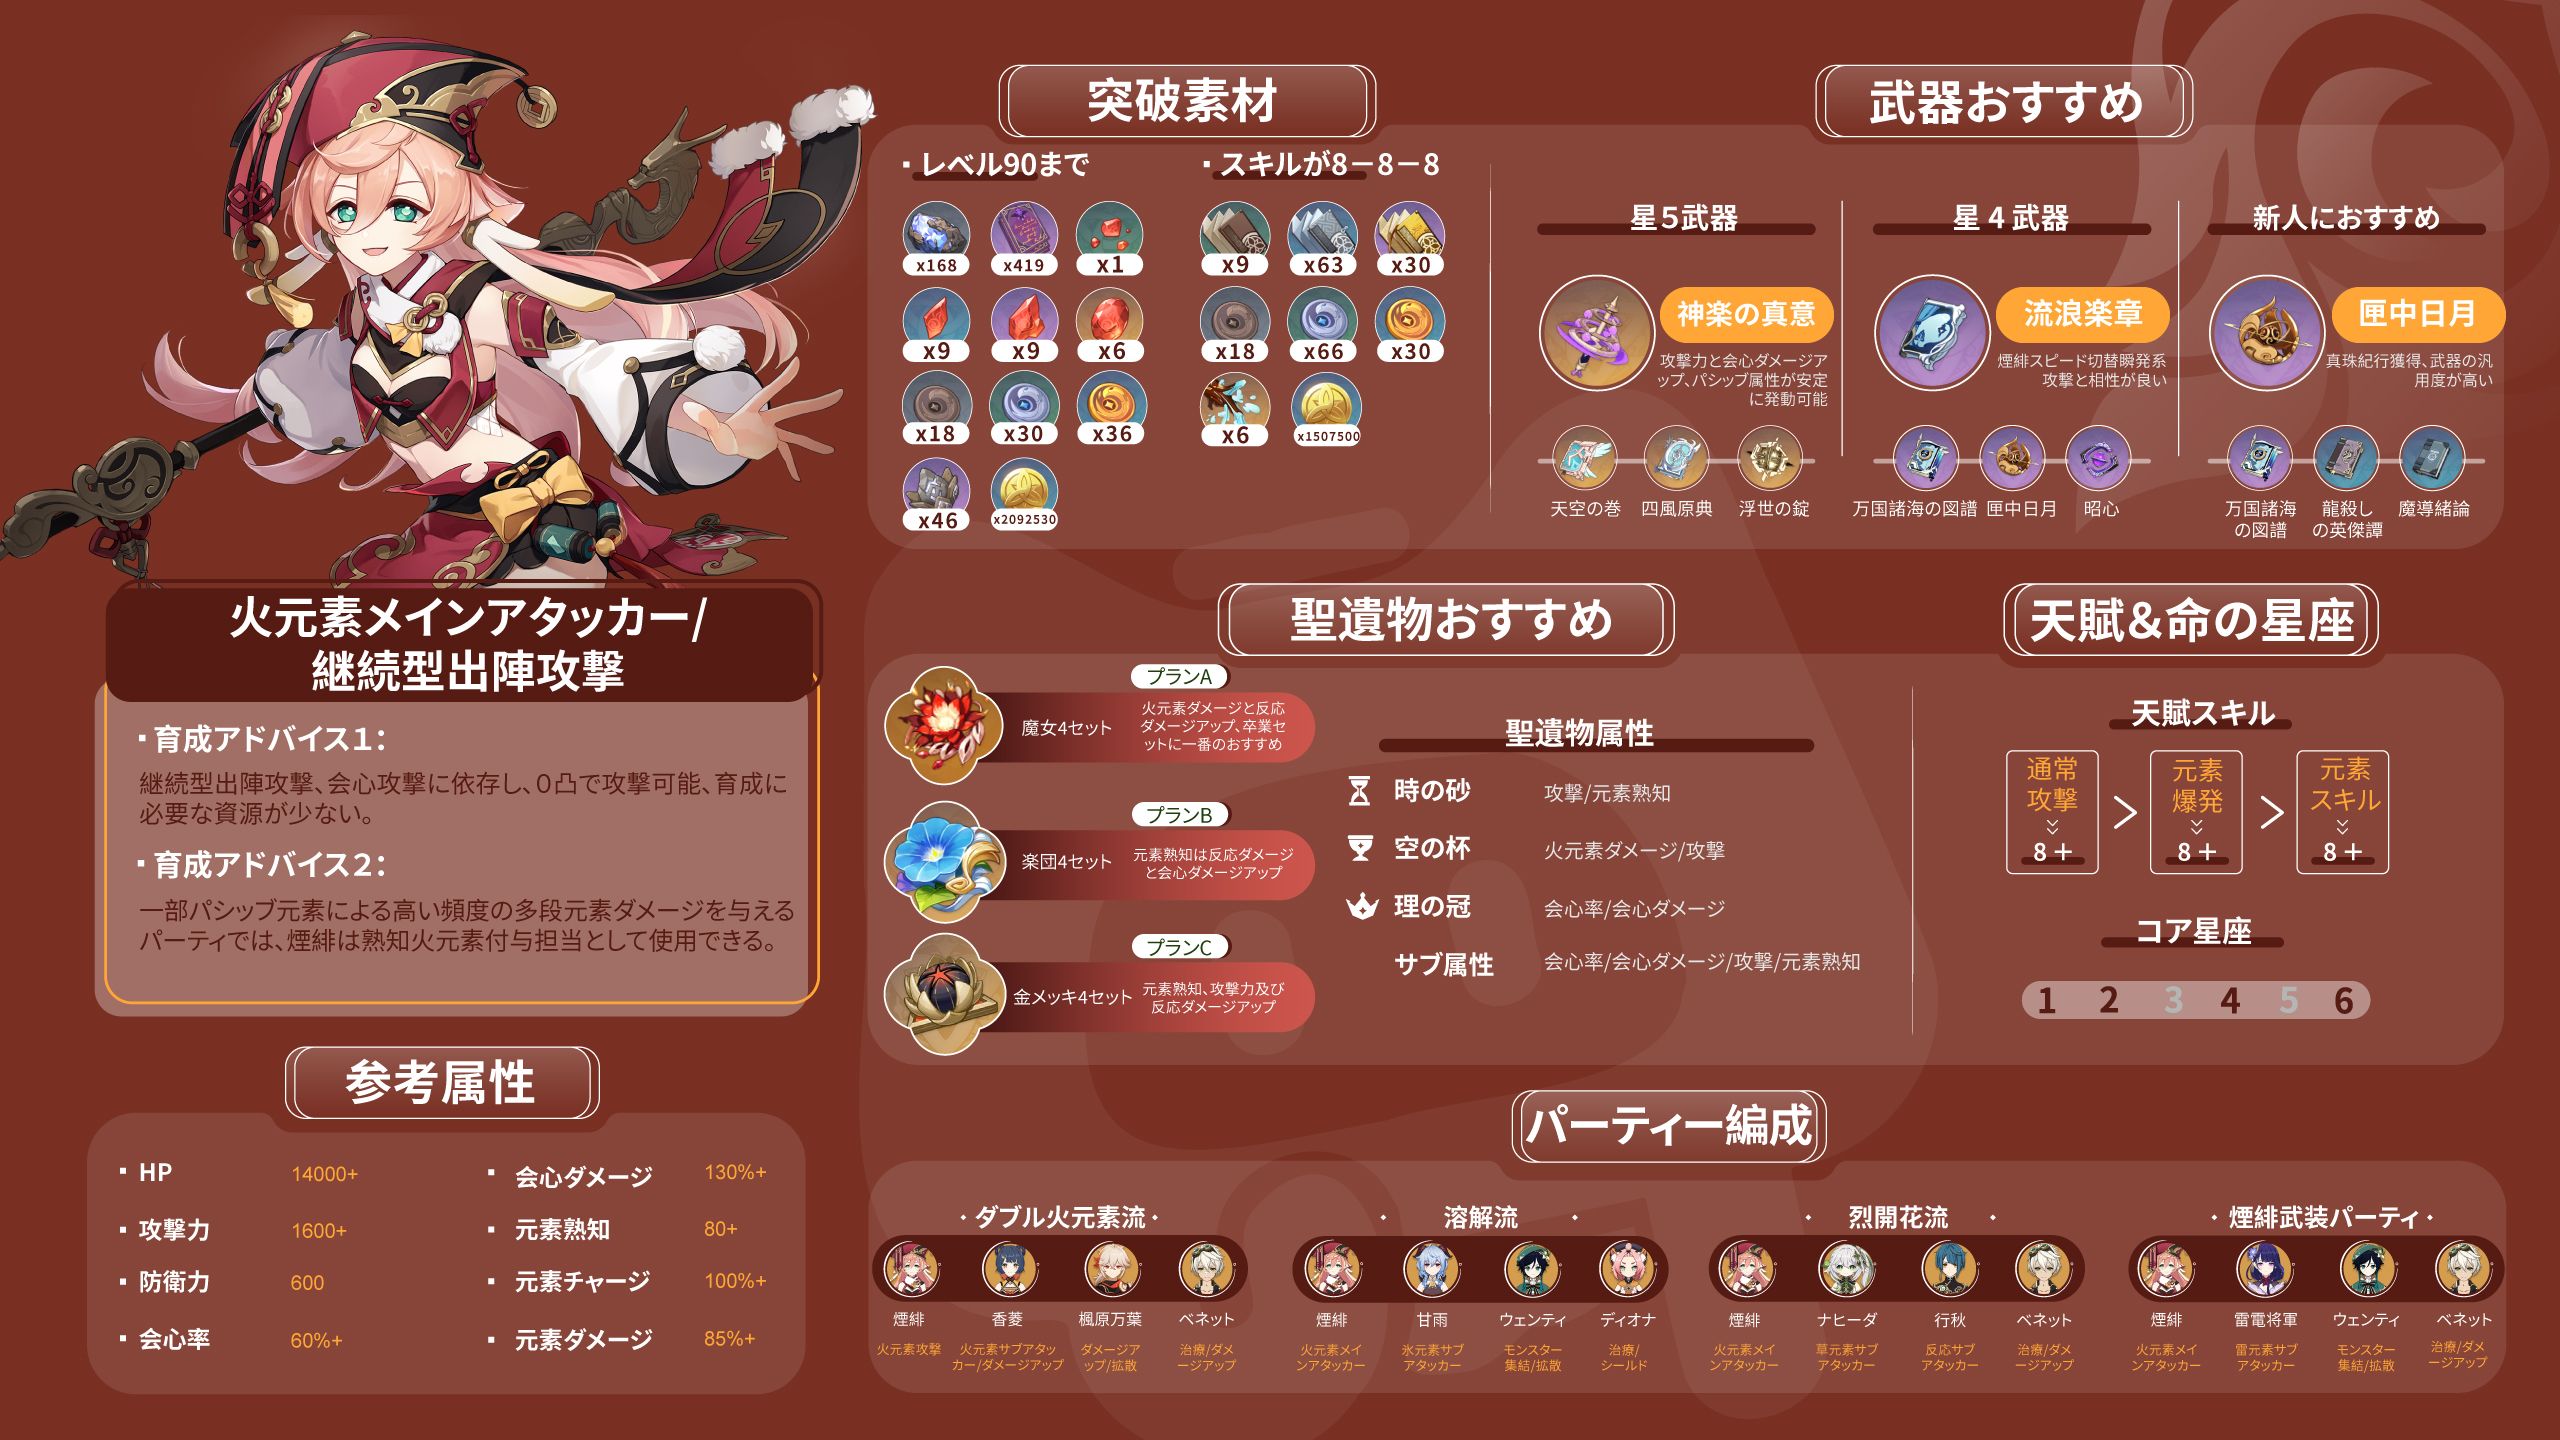 火元素メインアタッカー/
継続型出陣攻撃
▪育成アドバイス1：
継続型出陣攻撃、会心攻撃に依存し、0凸で攻撃可能、育成に
必要な資源が少ない。
▪育成アドバイス2：
一部パシッブ元素による高い頻度の多段元素ダメージを与える
パーティでは、煙緋は熟知火元素付与担当として使用できる。
参考属性
▪ HP 14000+ ▪ 会心ダメージ 130%+
▪ 攻撃力 1600+ ▪ 元素熟知 80+
▪ 防衛力 600 ▪ 元素チャージ 100%+
▪ 会心率 60%+ ▪ 元素ダメージ 85%+
突破素材
▪レベル90まで ▪スキルが8－8－8
x168 x419 x1 x9 x63 x30
x9 x9 x6 x18 x66 x30
x18 x30 x36 x6 x1507500
x46 x2092530
武器おすすめ
星5武器
神楽の真意
攻撃力と会心ダメージア
ップ、パシッブ属性が安定
に発動可能
天空の巻 四風原典 浮世の錠
星４武器
流浪楽章
煙緋スピード切替瞬発系
攻撃と相性が良い
万国諸海の図譜 匣中日月 昭心
新人におすすめ
匣中日月
真珠紀行獲得、武器の汎
用度が高い
万国諸海
の図譜
龍殺し
の英傑譚
魔導緒論
聖遺物おすすめ
プランA
魔女4セット
火元素ダメージと反応
ダメージアップ、卒業セ
ットに一番のおすすめ
プランB
楽団4セット
元素熟知は反応ダメージ
と会心ダメージアップ
プランC
金メッキ4セット
元素熟知、攻撃力及び
反応ダメージアップ
聖遺物属性
時の砂 攻撃/元素熟知
空の杯 火元素ダメージ/攻撃
理の冠 会心率/会心ダメージ
サブ属性 会心率/会心ダメージ/攻撃/元素熟知
天賦&命の星座
天賦スキル
通常
攻撃
8＋
＞
元素
爆発
8＋
＞
元素
スキル
8＋
コア星座
1 2 3 4 5 6
パーティー編成
・ダブル火元素流・
煙緋 香菱 楓原万葉 ベネット
火元素攻撃
火元素サブアタッ
カー/ダメージアップ
ダメージア
ップ/拡散
治療/ダメ
ージアップ
・ 溶解流 ・
煙緋 甘雨 ウェンティ ディオナ
火元素メイ
ンアタッカー
氷元素サブ
アタッカー
モンスター
集結/拡散
治療/
シールド
・ 烈開花流 ・
煙緋 ナヒーダ 行秋 ベネット
火元素メイ
ンアタッカー
草元素サブ
アタッカー
反応サブ
アタッカー
治療/ダメ
ージアップ
・煙緋武装パーティ・
煙緋 雷電将軍 ウェンティ ベネット
火元素メイ
ンアタッカー
雷元素サブ
アタッカー
モンスター
集結/拡散
治療/ダメ
ージアップ